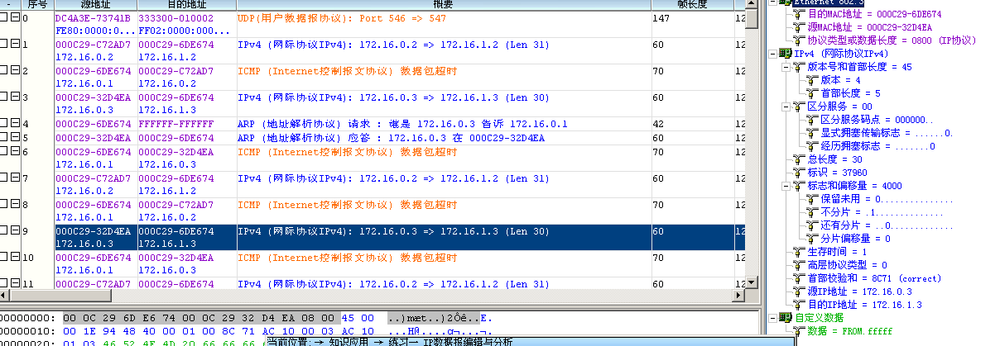 - 序号 源地址 目的地址 概要 帧长度
0 DC4A3E-73741B 333300-010002 UDP(用户数据报协议): Port 546 => 547 147 12
FE80:0000:0... FF02:0000:000...
1 000C29-C72AD7 000C29-6DE674 IPv4 (网际协议IPv4): 172.16.0.2 => 172.16.1.2 (Len 31) 60 12
172.16.0.2 172.16.1.2
2 000C29-6DE674 000C29-C72AD7 ICMP (Internet控制报文协议) 数据包超时 70 12
172.16.0.1 172.16.0.2
3 000C29-32D4EA 000C29-6DE674 IPv4 (网际协议IPv4): 172.16.0.3 => 172.16.1.3 (Len 30) 60 12
172.16.0.3 172.16.1.3
4 000C29-6DE674 FFFFFF-FFFFFF ARP (地址解析协议) 请求 : 谁是 172.16.0.3 告诉 172.16.0.1 42 12
5 000C29-32D4EA 000C29-6DE674 ARP (地址解析协议) 应答 : 172.16.0.3 在 000C29-32D4EA 60 12
6 000C29-6DE674 000C29-32D4EA ICMP (Internet控制报文协议) 数据包超时 70 12
172.16.0.1 172.16.0.3
7 000C29-C72AD7 000C29-6DE674 IPv4 (网际协议IPv4): 172.16.0.2 => 172.16.1.2 (Len 31) 60 12
172.16.0.2 172.16.1.2
8 000C29-6DE674 000C29-C72AD7 ICMP (Internet控制报文协议) 数据包超时 70 12
172.16.0.1 172.16.0.2
9 000C29-32D4EA 000C29-6DE674 IPv4 (网际协议IPv4): 172.16.0.3 => 172.16.1.3 (Len 30) 60 12
172.16.0.3 172.16.1.3
10 000C29-6DE674 000C29-32D4EA ICMP (Internet控制报文协议) 数据包超时 70 12
172.16.0.1 172.16.0.3
11 000C29-C72AD7 000C29-6DE674 IPv4 (网际协议IPv4): 172.16.0.2 => 172.16.1.2 (Len 31) 60 12
00000000: 00 0C 29 6D E6 74 00 0C 29 32 D4 EA 08 00 45 00 ..)mæt..)2Ôê..E.
00000010: 00 1E 94 48 40 00 01 00 8C 71 AC 10 00 03 AC 10
00000020: 01 03 46 52 4F 4D 20 66 66 66
当前位置: → 知识应用 → 练习一 IP数据报编辑与分析
Ethernet 802.3
目的MAC地址 = 000C29-6DE674
源MAC地址 = 000C29-32D4EA
协议类型或数据长度 = 0800 (IP协议)
IPv4 (网际协议IPv4)
版本号和首部长度 = 45
版本 = 4
首部长度 = 5
区分服务 = 00
区分服务码点 = 000000..
显式拥塞传输标志 = ......0.
经历拥塞标志 = .......0
总长度 = 30
标识 = 37960
标志和偏移量 = 4000
保留未用 = 0...............
不分片 = .1..............
还有分片 = ..0.............
分片偏移量 = 0
生存时间 = 1
高层协议类型 = 0
首部校验和 = 8C71 (correct)
源IP地址 = 172.16.0.3
目的IP地址 = 172.16.1.3
自定义数据
数据 = FROM.fffff